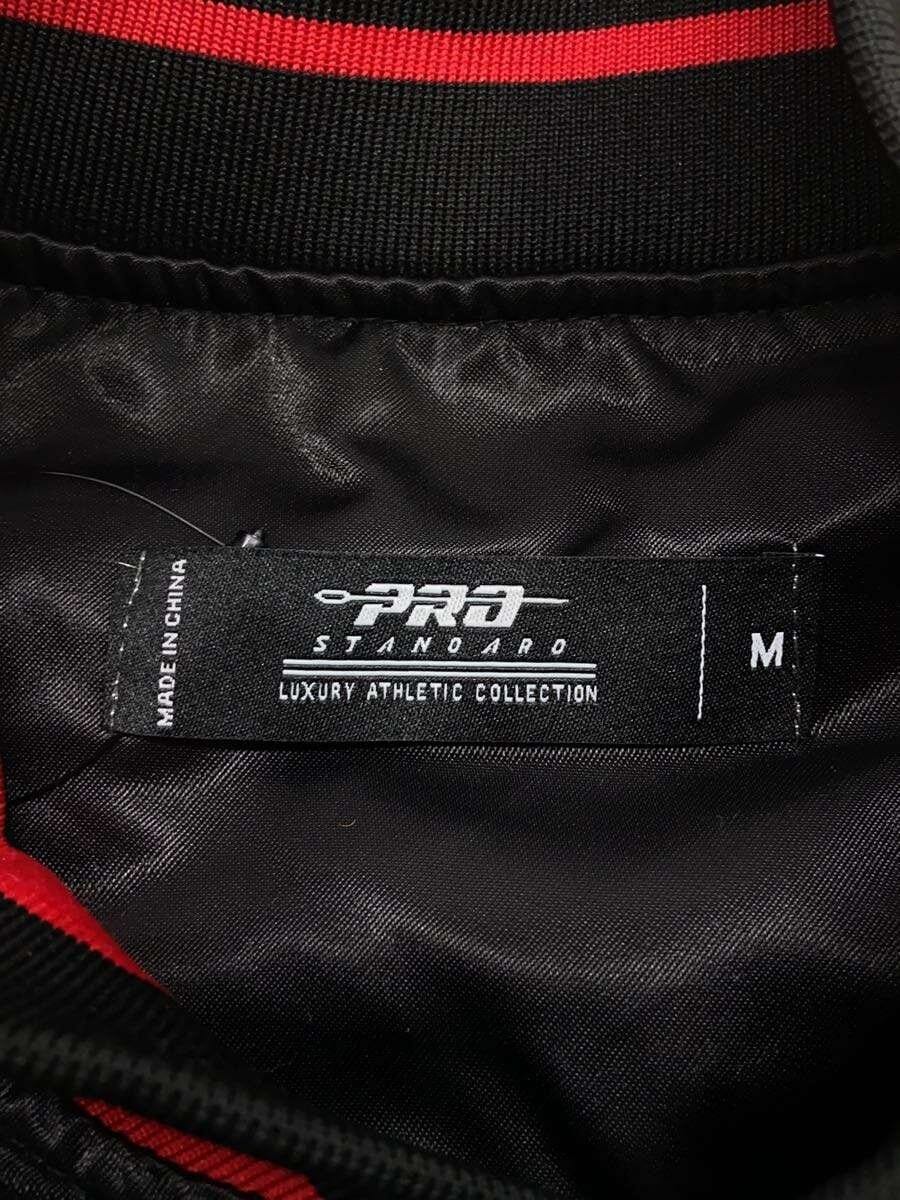 MADE IN CHINA
PRO
STANDARD
LUXURY ATHLETIC COLLECTION
M